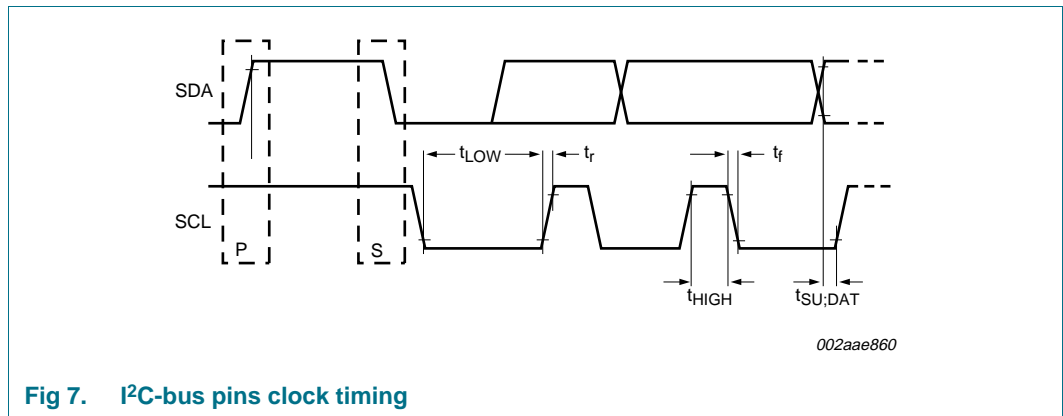 SDA
tLOW
tr
tf
SCL
P
S
tHIGH
tSU;DAT
002aae860
Fig 7. I2C-bus pins clock timing